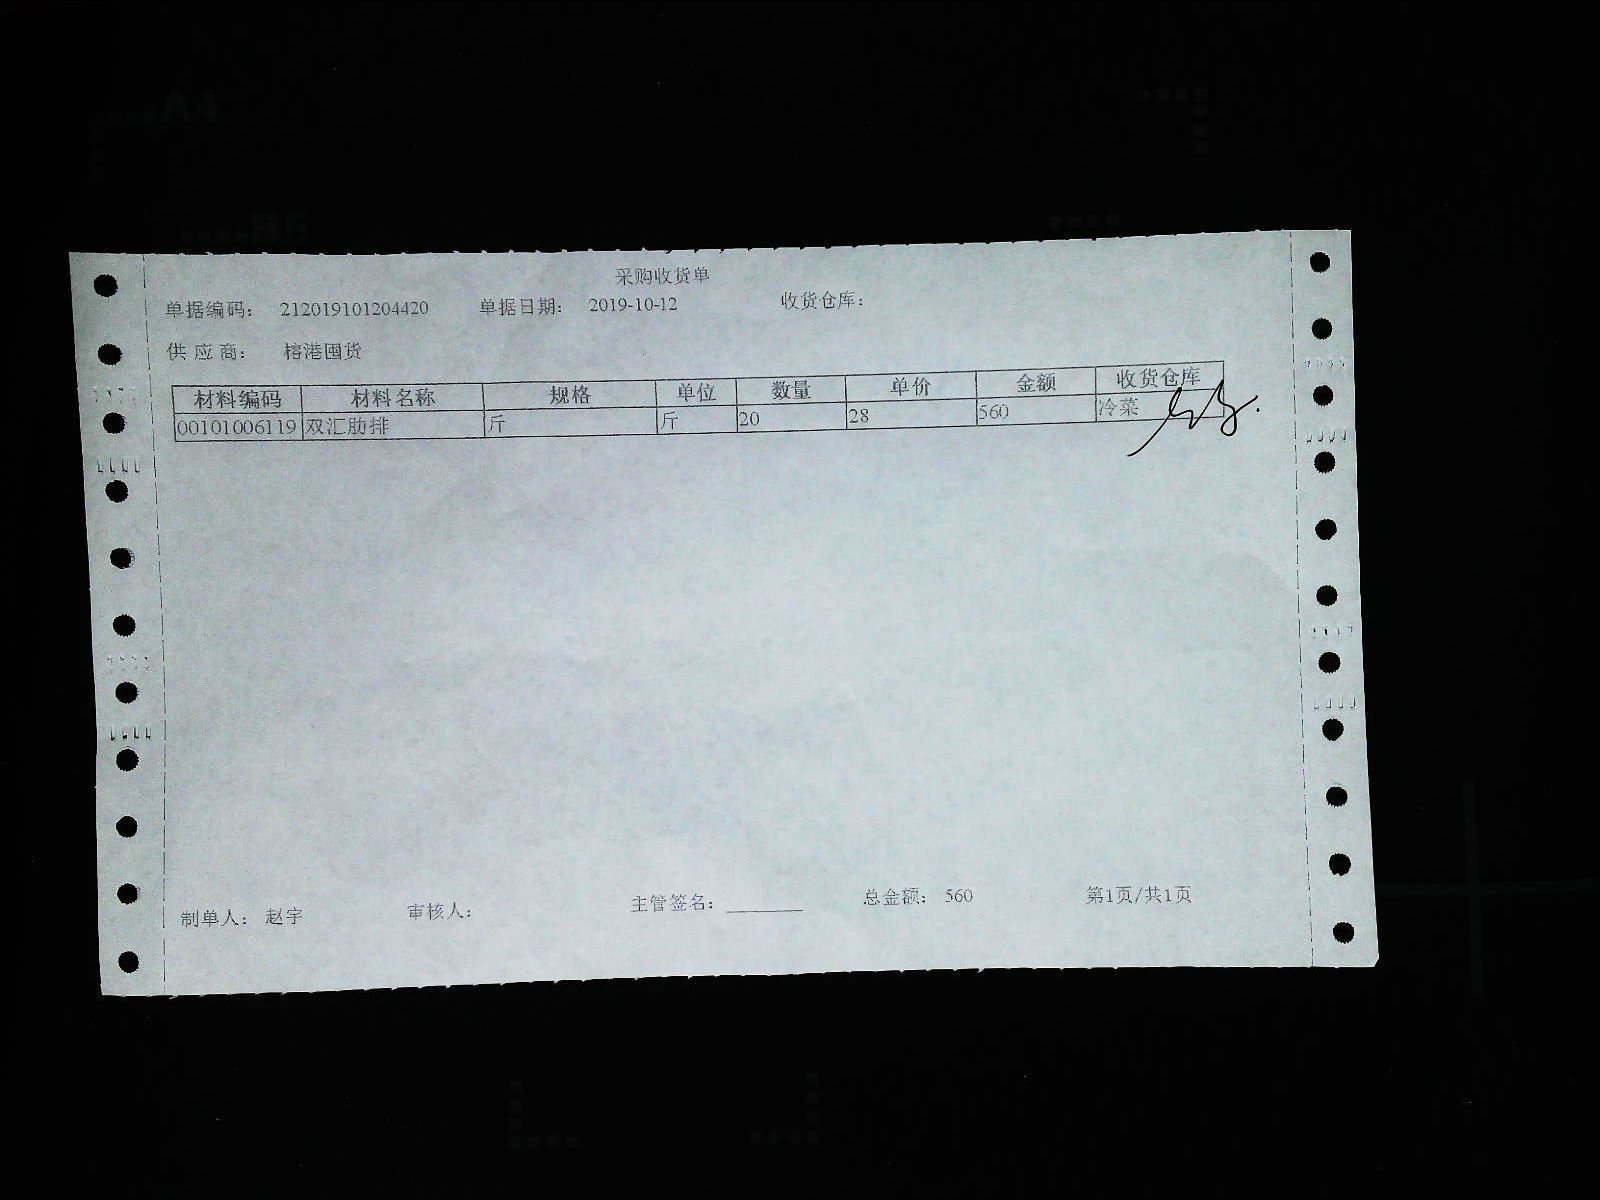 采购收货单
单据编码: 212019101204420 单据日期: 2019-10-12 收货仓库:
供应商: 榕港囤货
材料编码 材料名称 规格 单位 数量 单价 金额 收货仓库
00101006119 双汇肋排 斤 斤 20 28 560 冷菜
制单人: 赵宇 审核人: 主管签名: ________ 总金额: 560 第1页/共1页